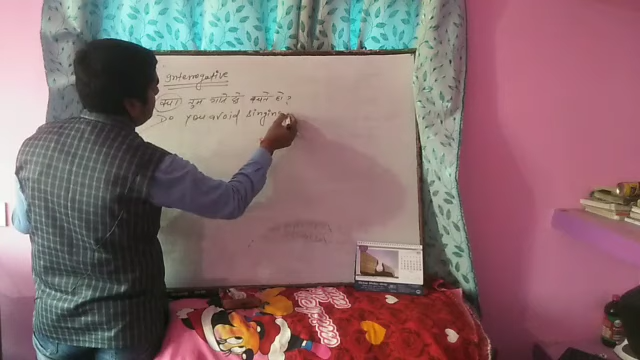 Interrogative
क्या तुम गाने से बचते हो?
Do you avoid singing